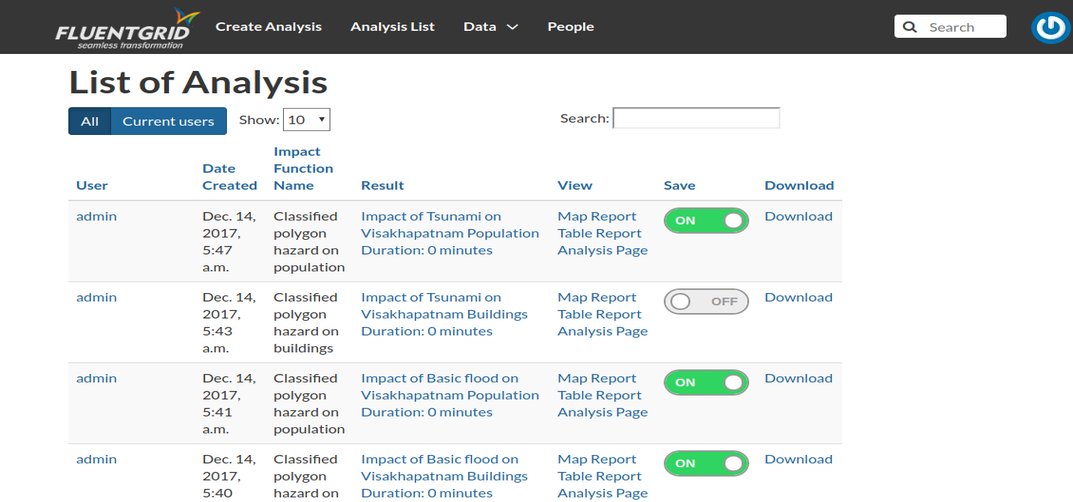 FLUENTGRID
seamless transformation
Create Analysis Analysis List Data People Search
List of Analysis
All Current users Show: 10 Search:
User Date Created Impact Function Name Result View Save Download
admin Dec. 14, Classified Impact of Tsunami on Map Report ON Download
2017, polygon Visakhapatnam Population Table Report
5:47 hazard on Duration: 0 minutes Analysis Page
a.m. population
admin Dec. 14, Classified Impact of Tsunami on Map Report OFF Download
2017, polygon Visakhapatnam Buildings Table Report
5:43 hazard on Duration: 0 minutes Analysis Page
a.m. buildings
admin Dec. 14, Classified Impact of Basic flood on Map Report ON Download
2017, polygon Visakhapatnam Population Table Report
5:41 hazard on Duration: 0 minutes Analysis Page
a.m. population
admin Dec. 14, Classified Impact of Basic flood on Map Report ON Download
2017, polygon Visakhapatnam Buildings Table Report
5:40 hazard on Duration: 0 minutes Analysis Page